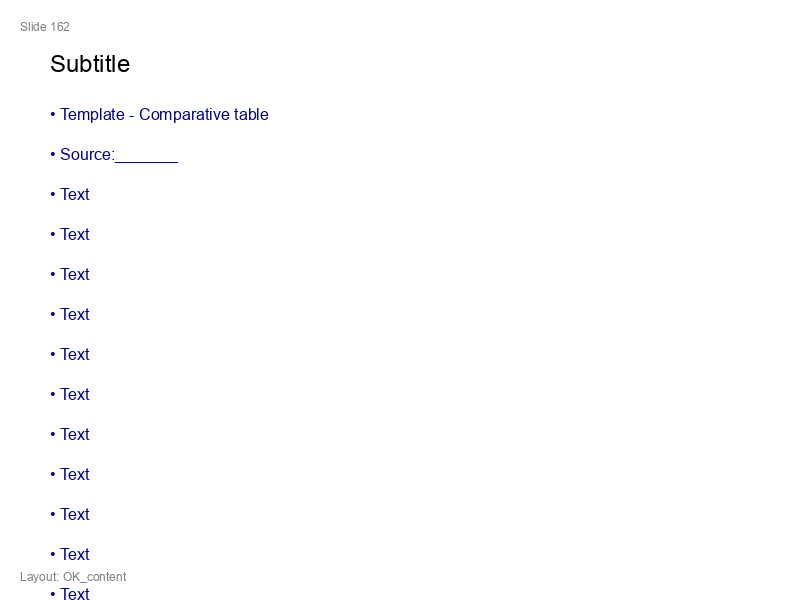 Slide 162
Subtitle
• Template - Comparative table
• Source:_______
• Text
• Text
• Text
• Text
• Text
• Text
• Text
• Text
• Text
• Text
Layout: OK_content
• Text